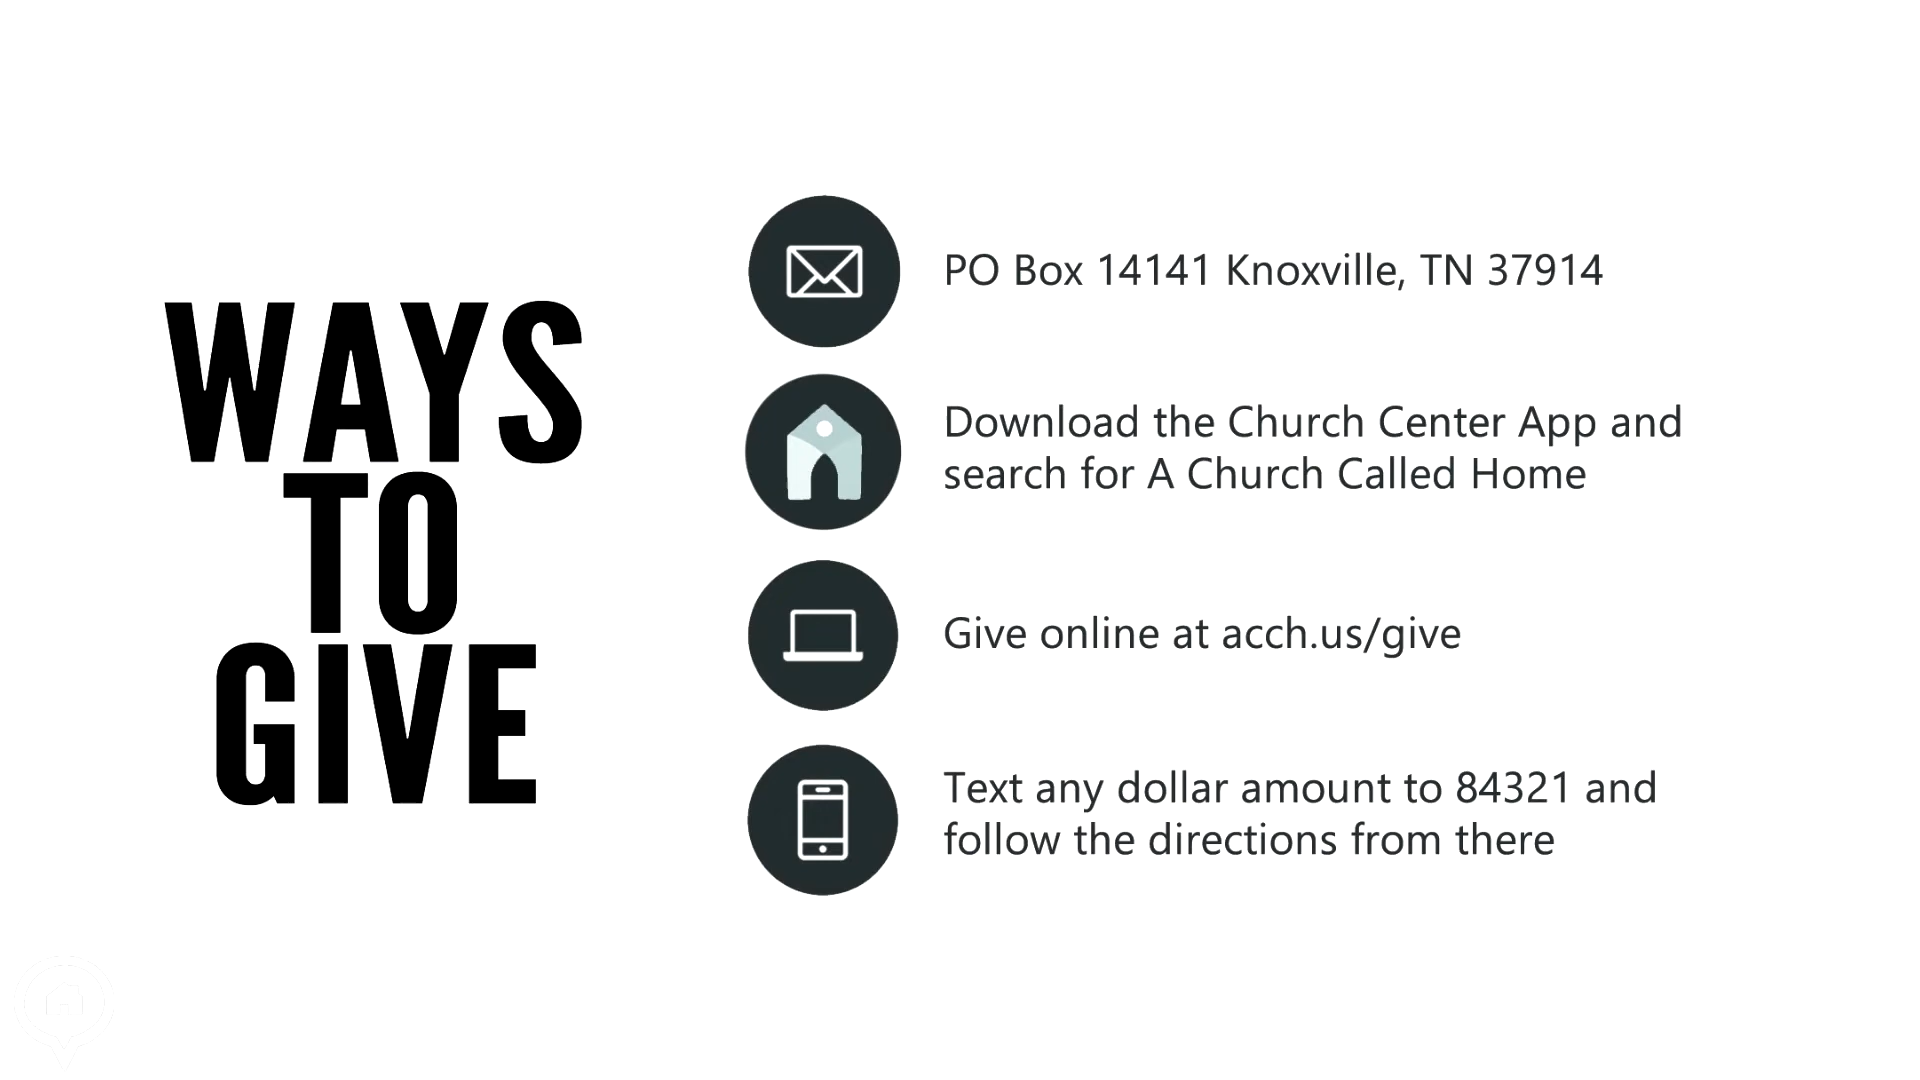 WAYS
TO
GIVE
PO Box 14141 Knoxville, TN 37914
Download the Church Center App and
search for A Church Called Home
Give online at acch.us/give
Text any dollar amount to 84321 and
follow the directions from there